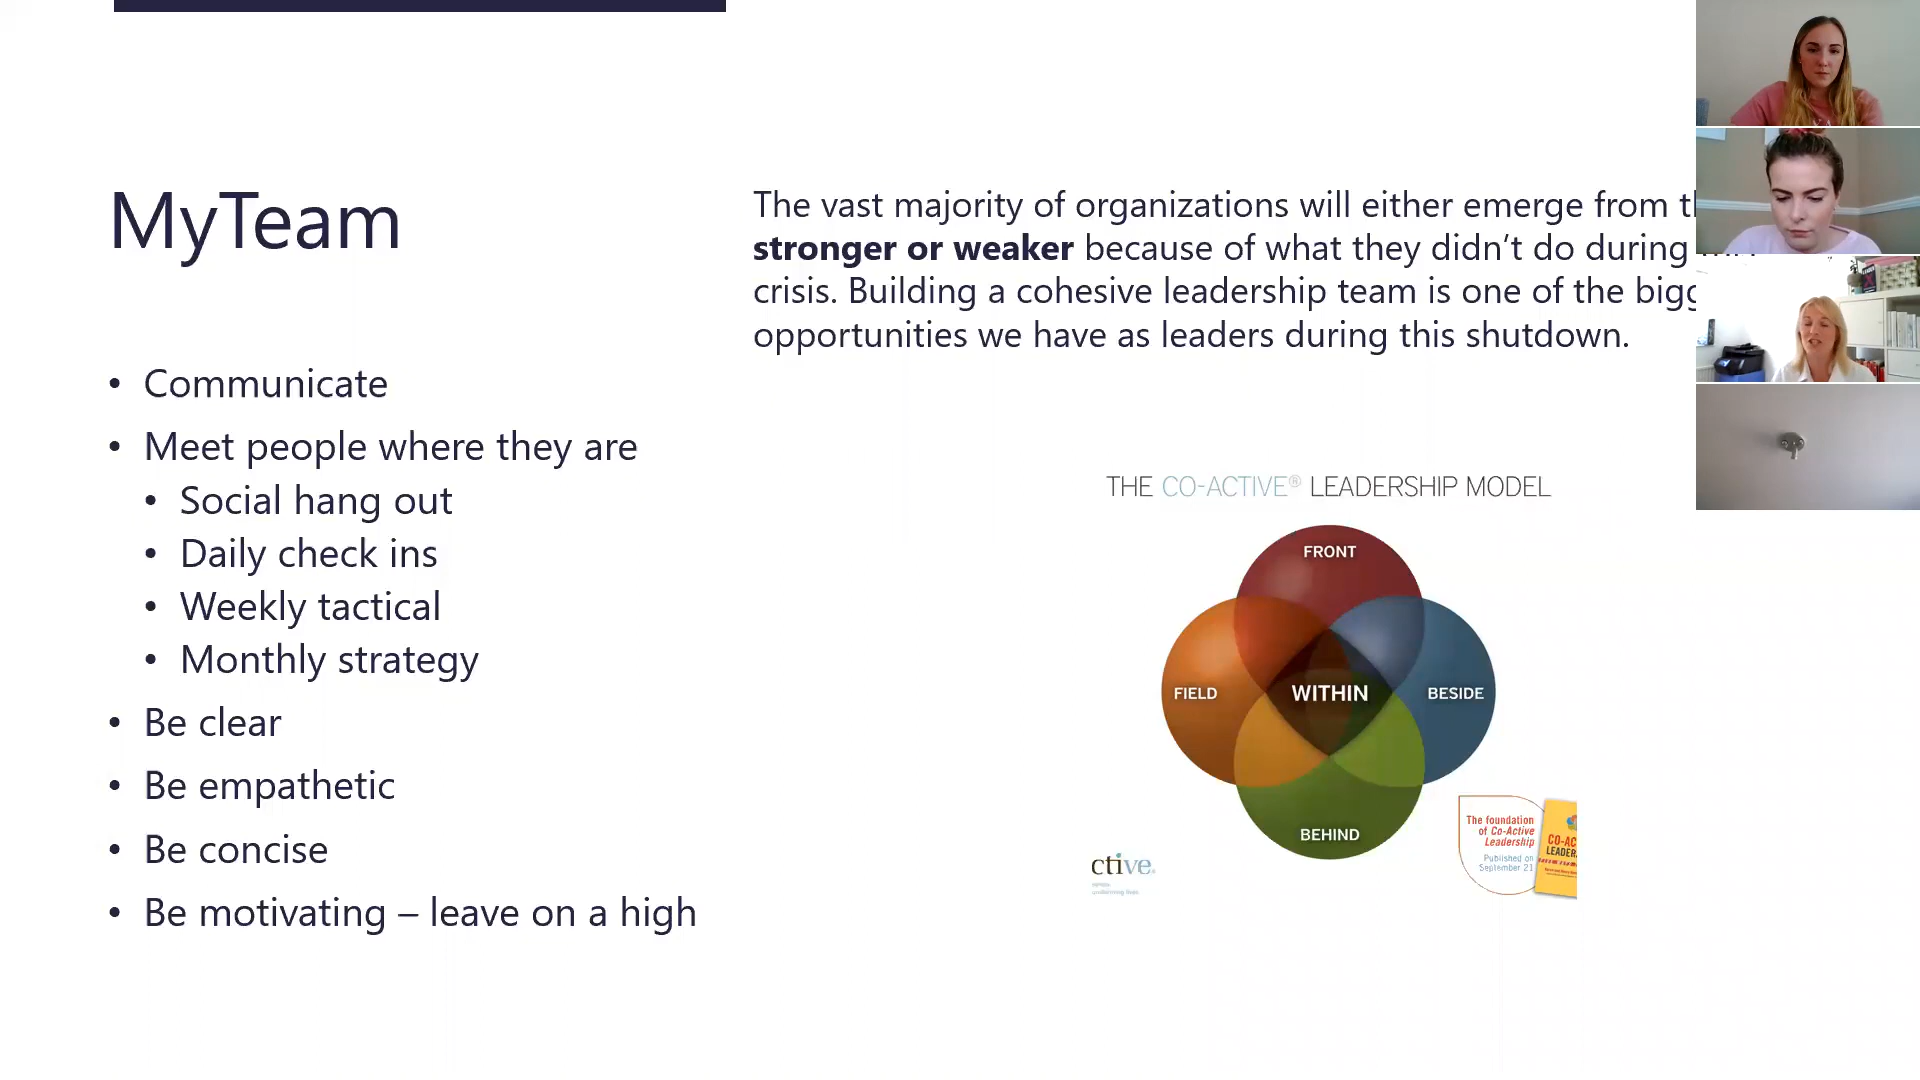 MyTeam
• Communicate
• Meet people where they are
• Social hang out
• Daily check ins
• Weekly tactical
• Monthly strategy
• Be clear
• Be empathetic
• Be concise
• Be motivating – leave on a high
The vast majority of organizations will either emerge from
stronger or weaker because of what they didn’t do during
crisis. Building a cohesive leadership team is one of the
opportunities we have as leaders during this shutdown.
THE CO-ACTIVE® LEADERSHIP MODEL
FRONT
FIELD
WITHIN
BESIDE
BEHIND
The foundation
of Co-Active
Leadership
Published on
September 21
CO-AC
LEADER
ctive